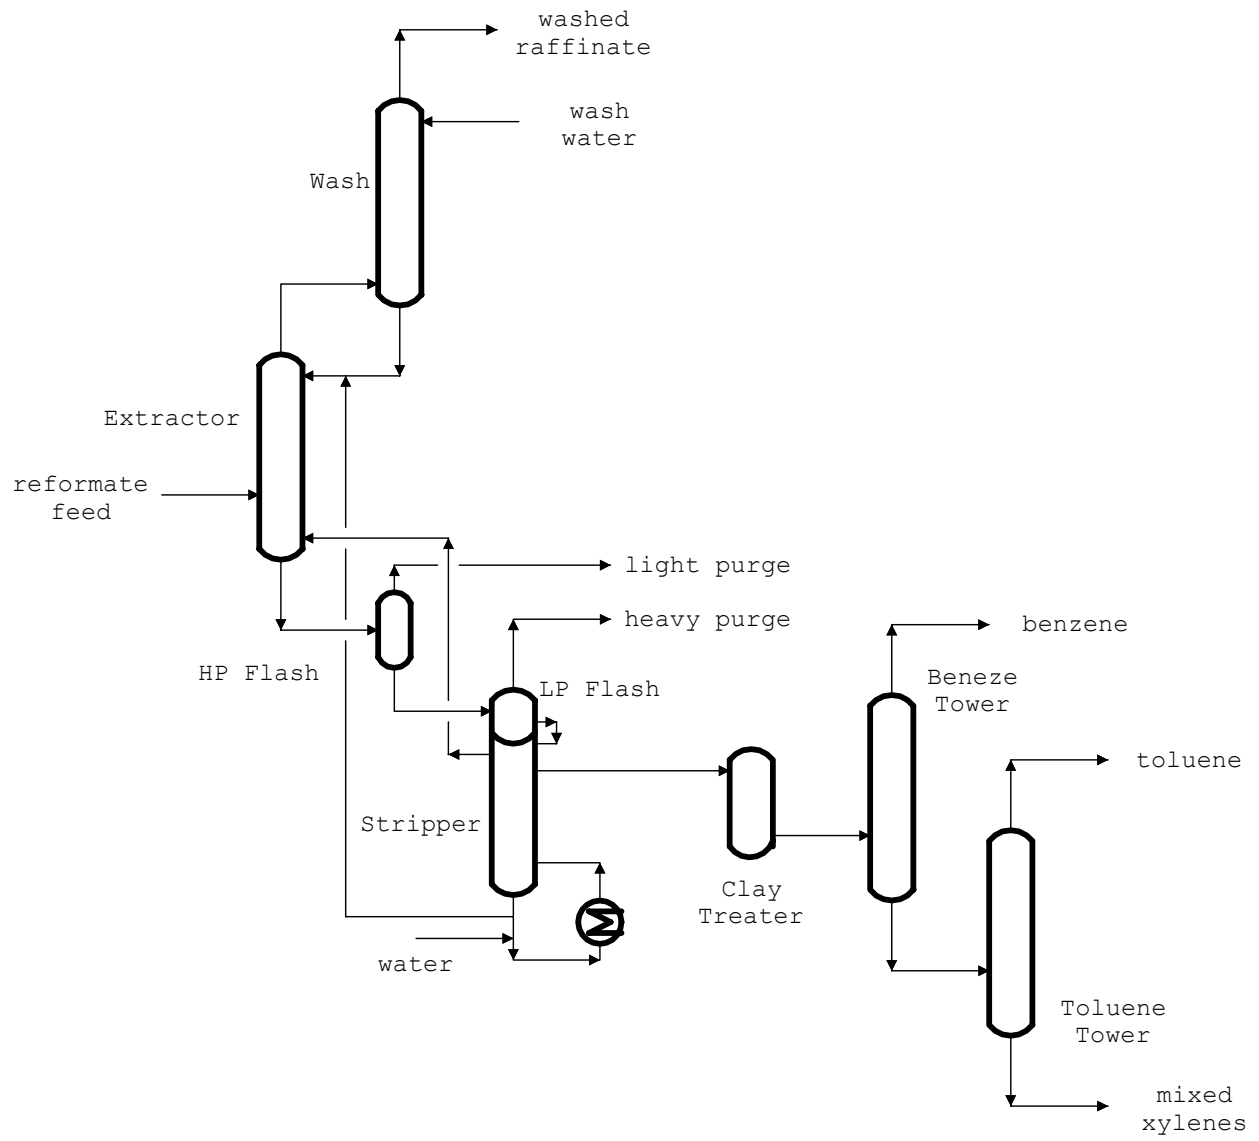 washed
raffinate
wash
water
Wash
Extractor
reformate
feed
light purge
heavy purge
HP Flash
LP Flash
benzene
Beneze
Tower
toluene
Stripper
Clay
Treater
water
M
Toluene
Tower
mixed
xylenes